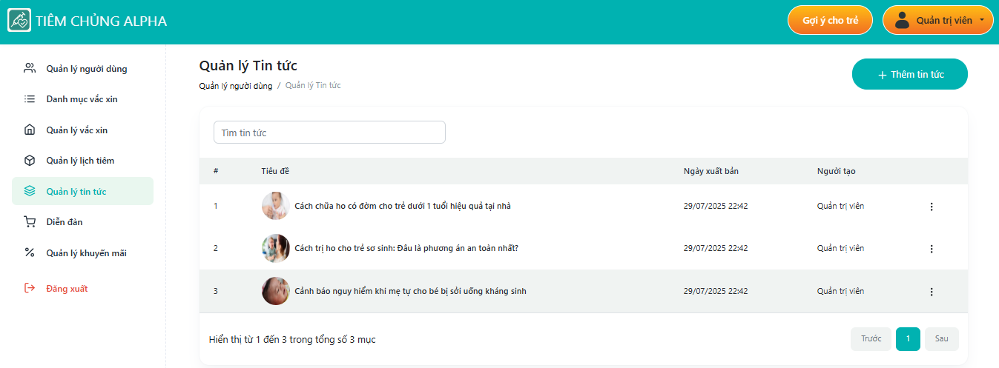 TIÊM CHỦNG ALPHA
Gợi ý cho trẻ
Quản trị viên
Quản lý người dùng
Danh mục vắc xin
Quản lý vắc xin
Quản lý lịch tiêm
Quản lý tin tức
Diễn đàn
Quản lý khuyến mãi
Đăng xuất
Quản lý Tin tức
Quản lý người dùng / Quản lý Tin tức
+ Thêm tin tức
Tìm tin tức
# Tiêu đề Ngày xuất bản Người tạo
1 Cách chữa ho có đờm cho trẻ dưới 1 tuổi hiệu quả tại nhà 29/07/2025 22:42 Quản trị viên
2 Cách trị ho cho trẻ sơ sinh: Đâu là phương án an toàn nhất? 29/07/2025 22:42 Quản trị viên
3 Cảnh báo nguy hiểm khi mẹ tự cho bé bị sởi uống kháng sinh 29/07/2025 22:42 Quản trị viên
Hiển thị từ 1 đến 3 trong tổng số 3 mục
Trước 1 Sau